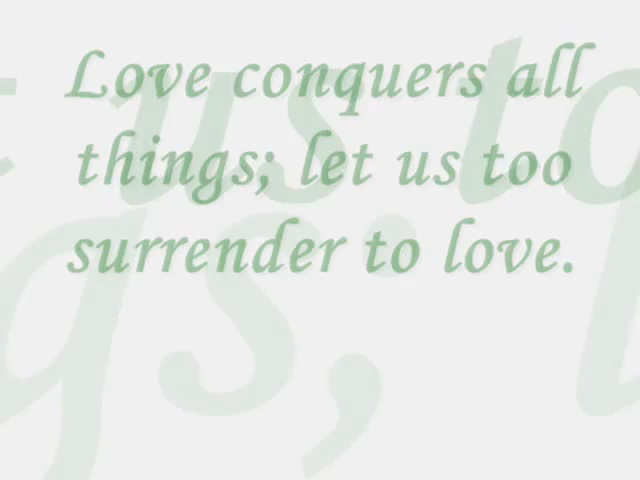 Love conquers all
things; let us too
surrender to love.